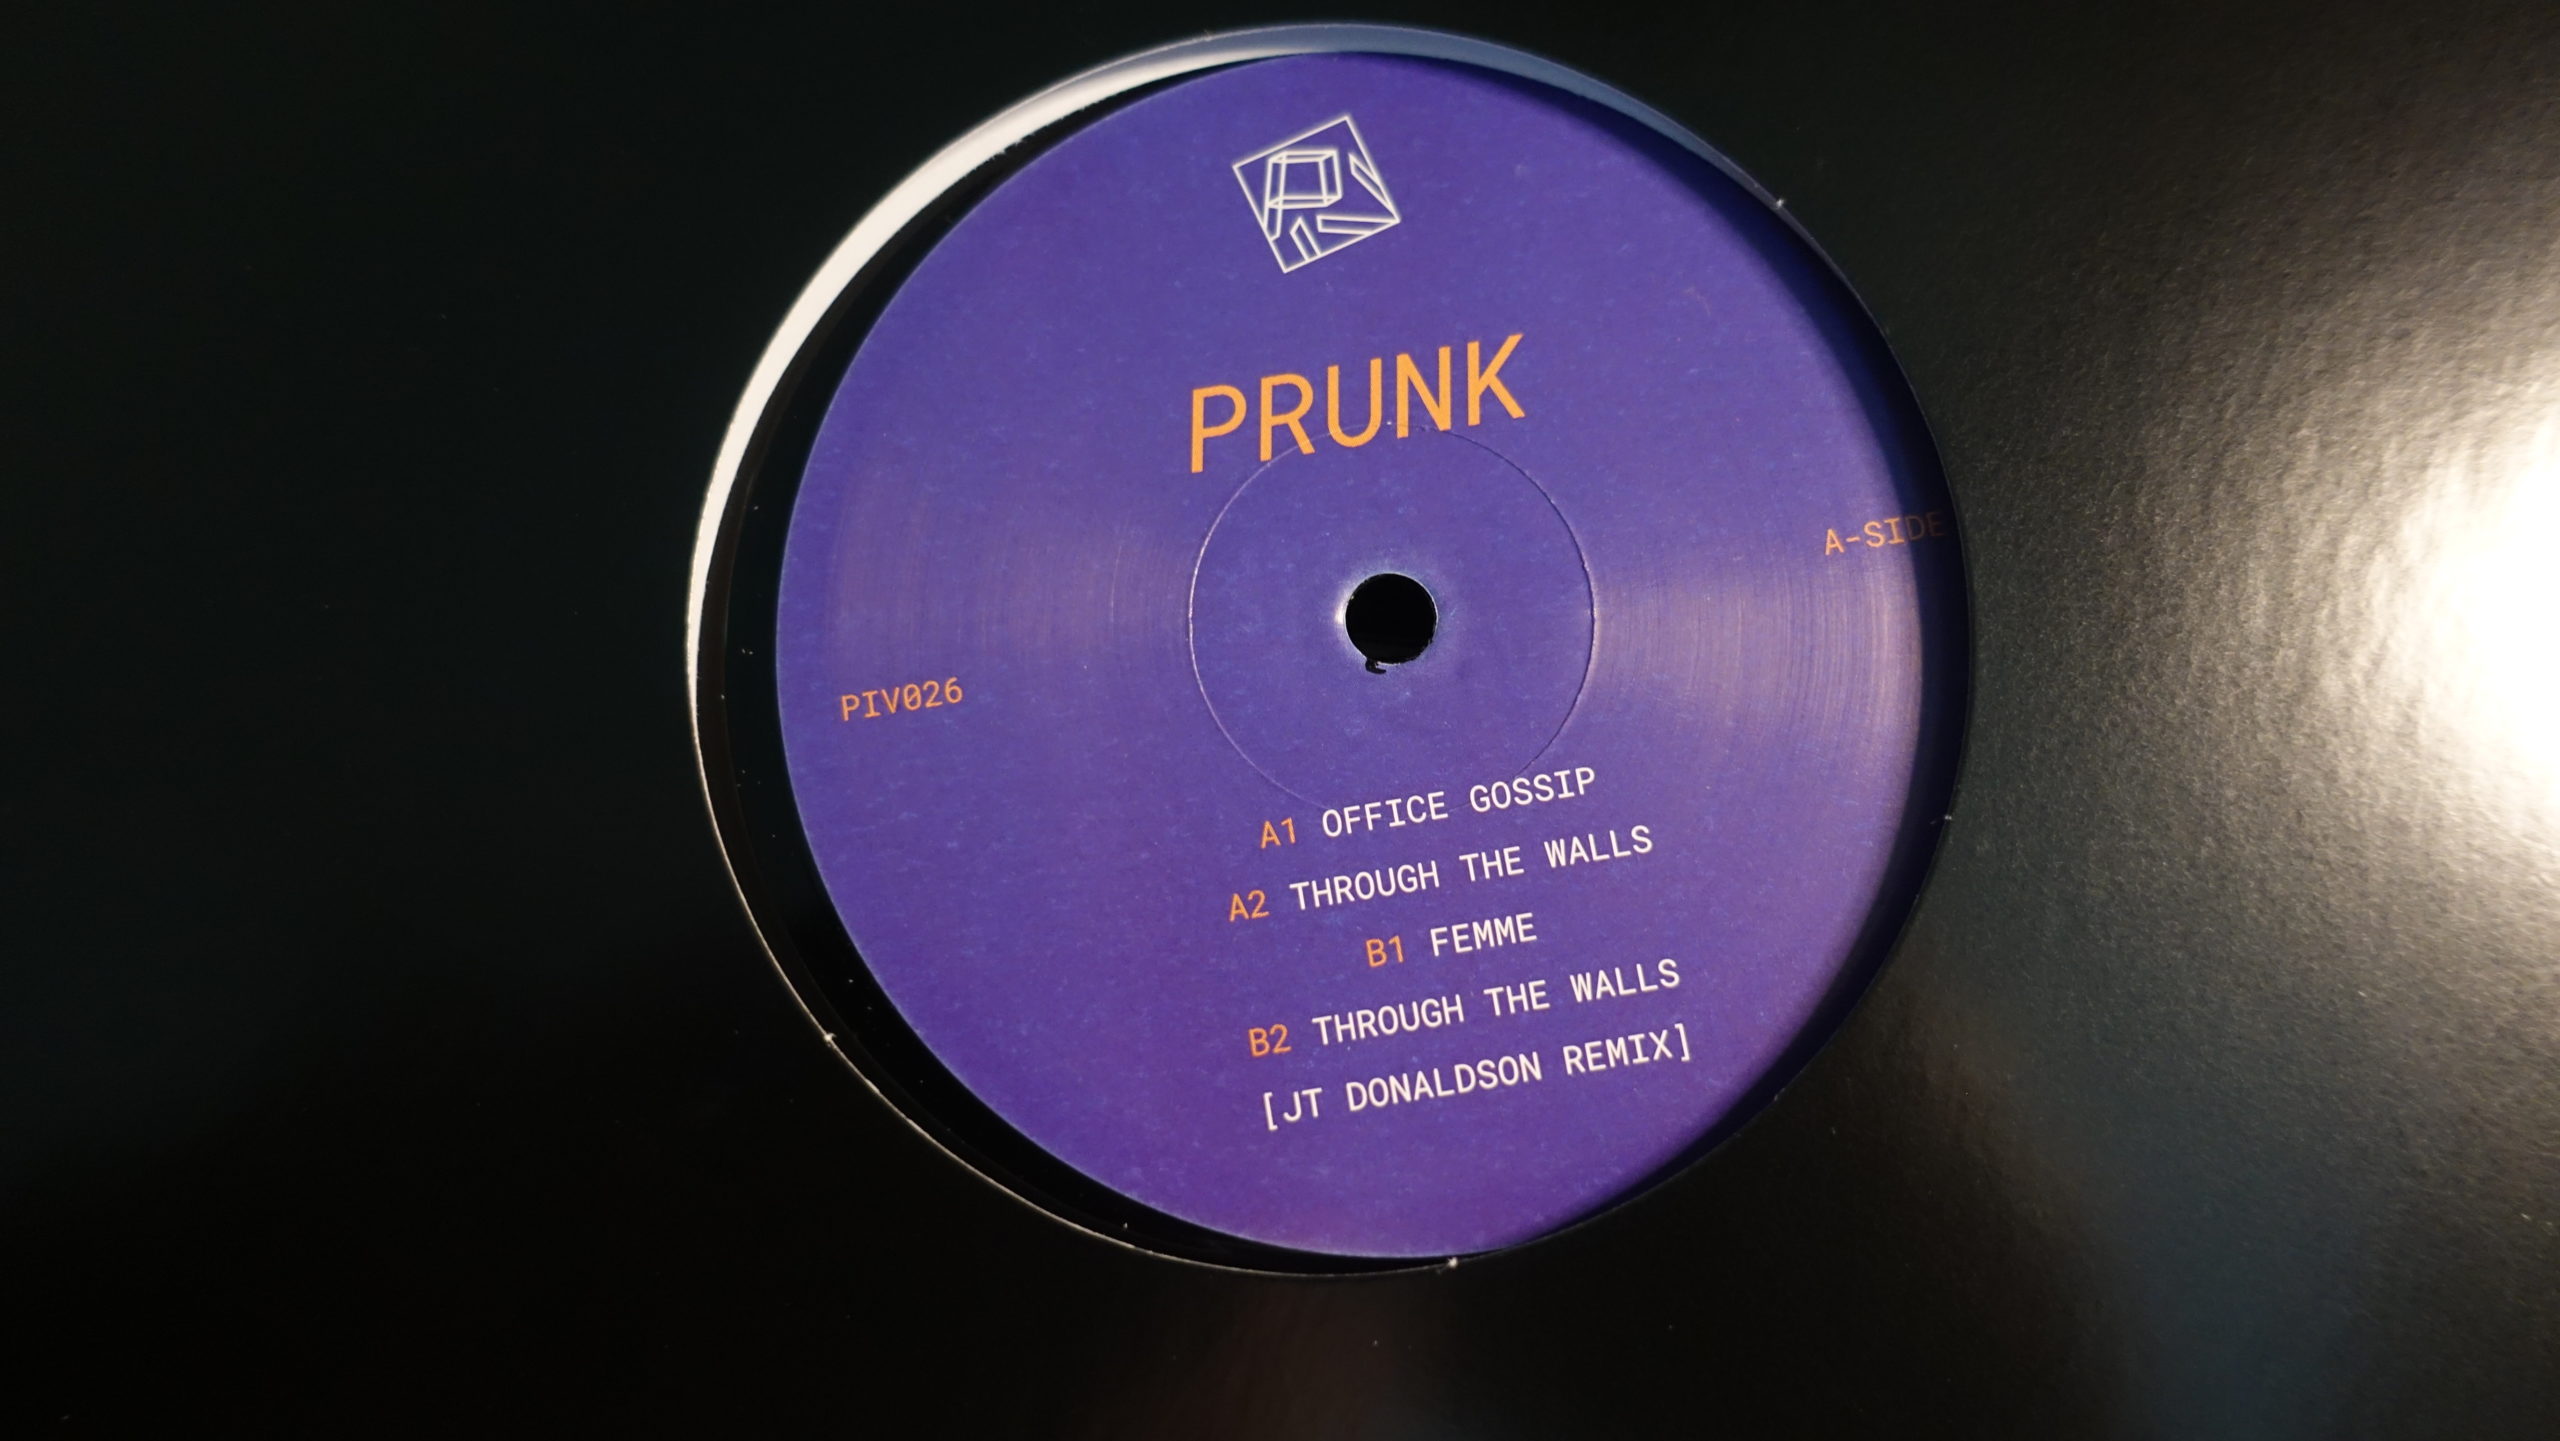 PRUNK
A-SIDE
PIV026
A1 OFFICE GOSSIP
A2 THROUGH THE WALLS
B1 FEMME
B2 THROUGH THE WALLS
[JT DONALDSON REMIX]